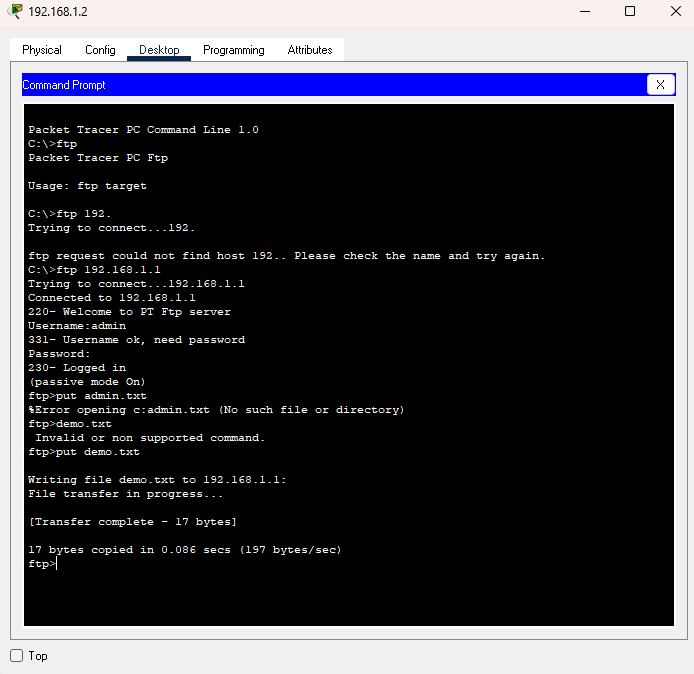 192.168.1.2
Physical Config Desktop Programming Attributes
Command Prompt
X
Packet Tracer PC Command Line 1.0
C:\>ftp
Packet Tracer PC Ftp
Usage: ftp target
C:\>ftp 192.
Trying to connect...192.
ftp request could not find host 192.. Please check the name and try again.
C:\>ftp 192.168.1.1
Trying to connect...192.168.1.1
Connected to 192.168.1.1
220- Welcome to PT Ftp server
Username:admin
331- Username ok, need password
Password:
230- Logged in
(passive mode On)
ftp>put admin.txt
%Error opening c:admin.txt (No such file or directory)
ftp>demo.txt
Invalid or non supported command.
ftp>put demo.txt
Writing file demo.txt to 192.168.1.1:
File transfer in progress...
[Transfer complete - 17 bytes]
17 bytes copied in 0.086 secs (197 bytes/sec)
ftp>
Top